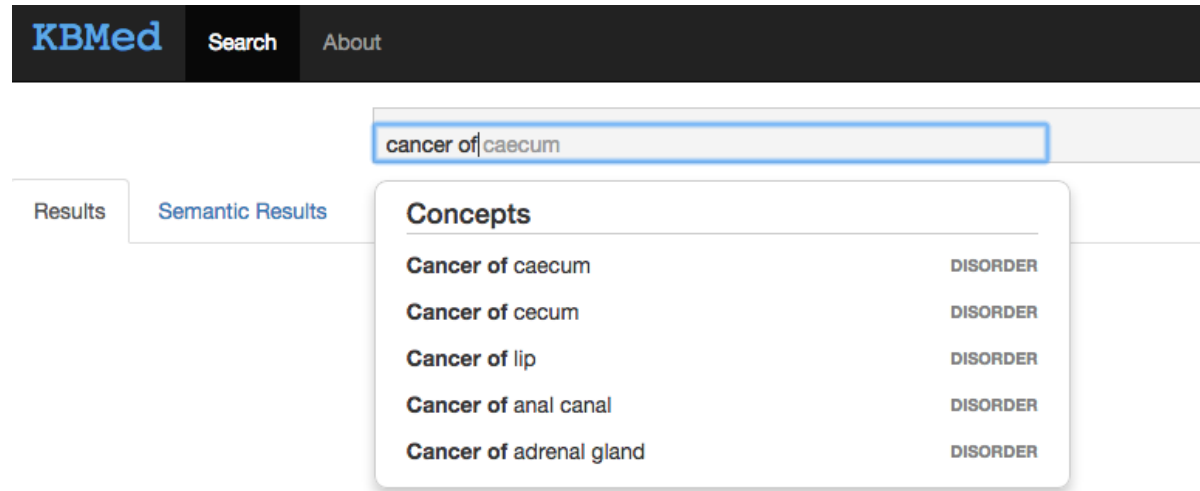 KBMed Search About
cancer of caecum
Results Semantic Results
Concepts
Cancer of caecum DISORDER
Cancer of cecum DISORDER
Cancer of lip DISORDER
Cancer of anal canal DISORDER
Cancer of adrenal gland DISORDER